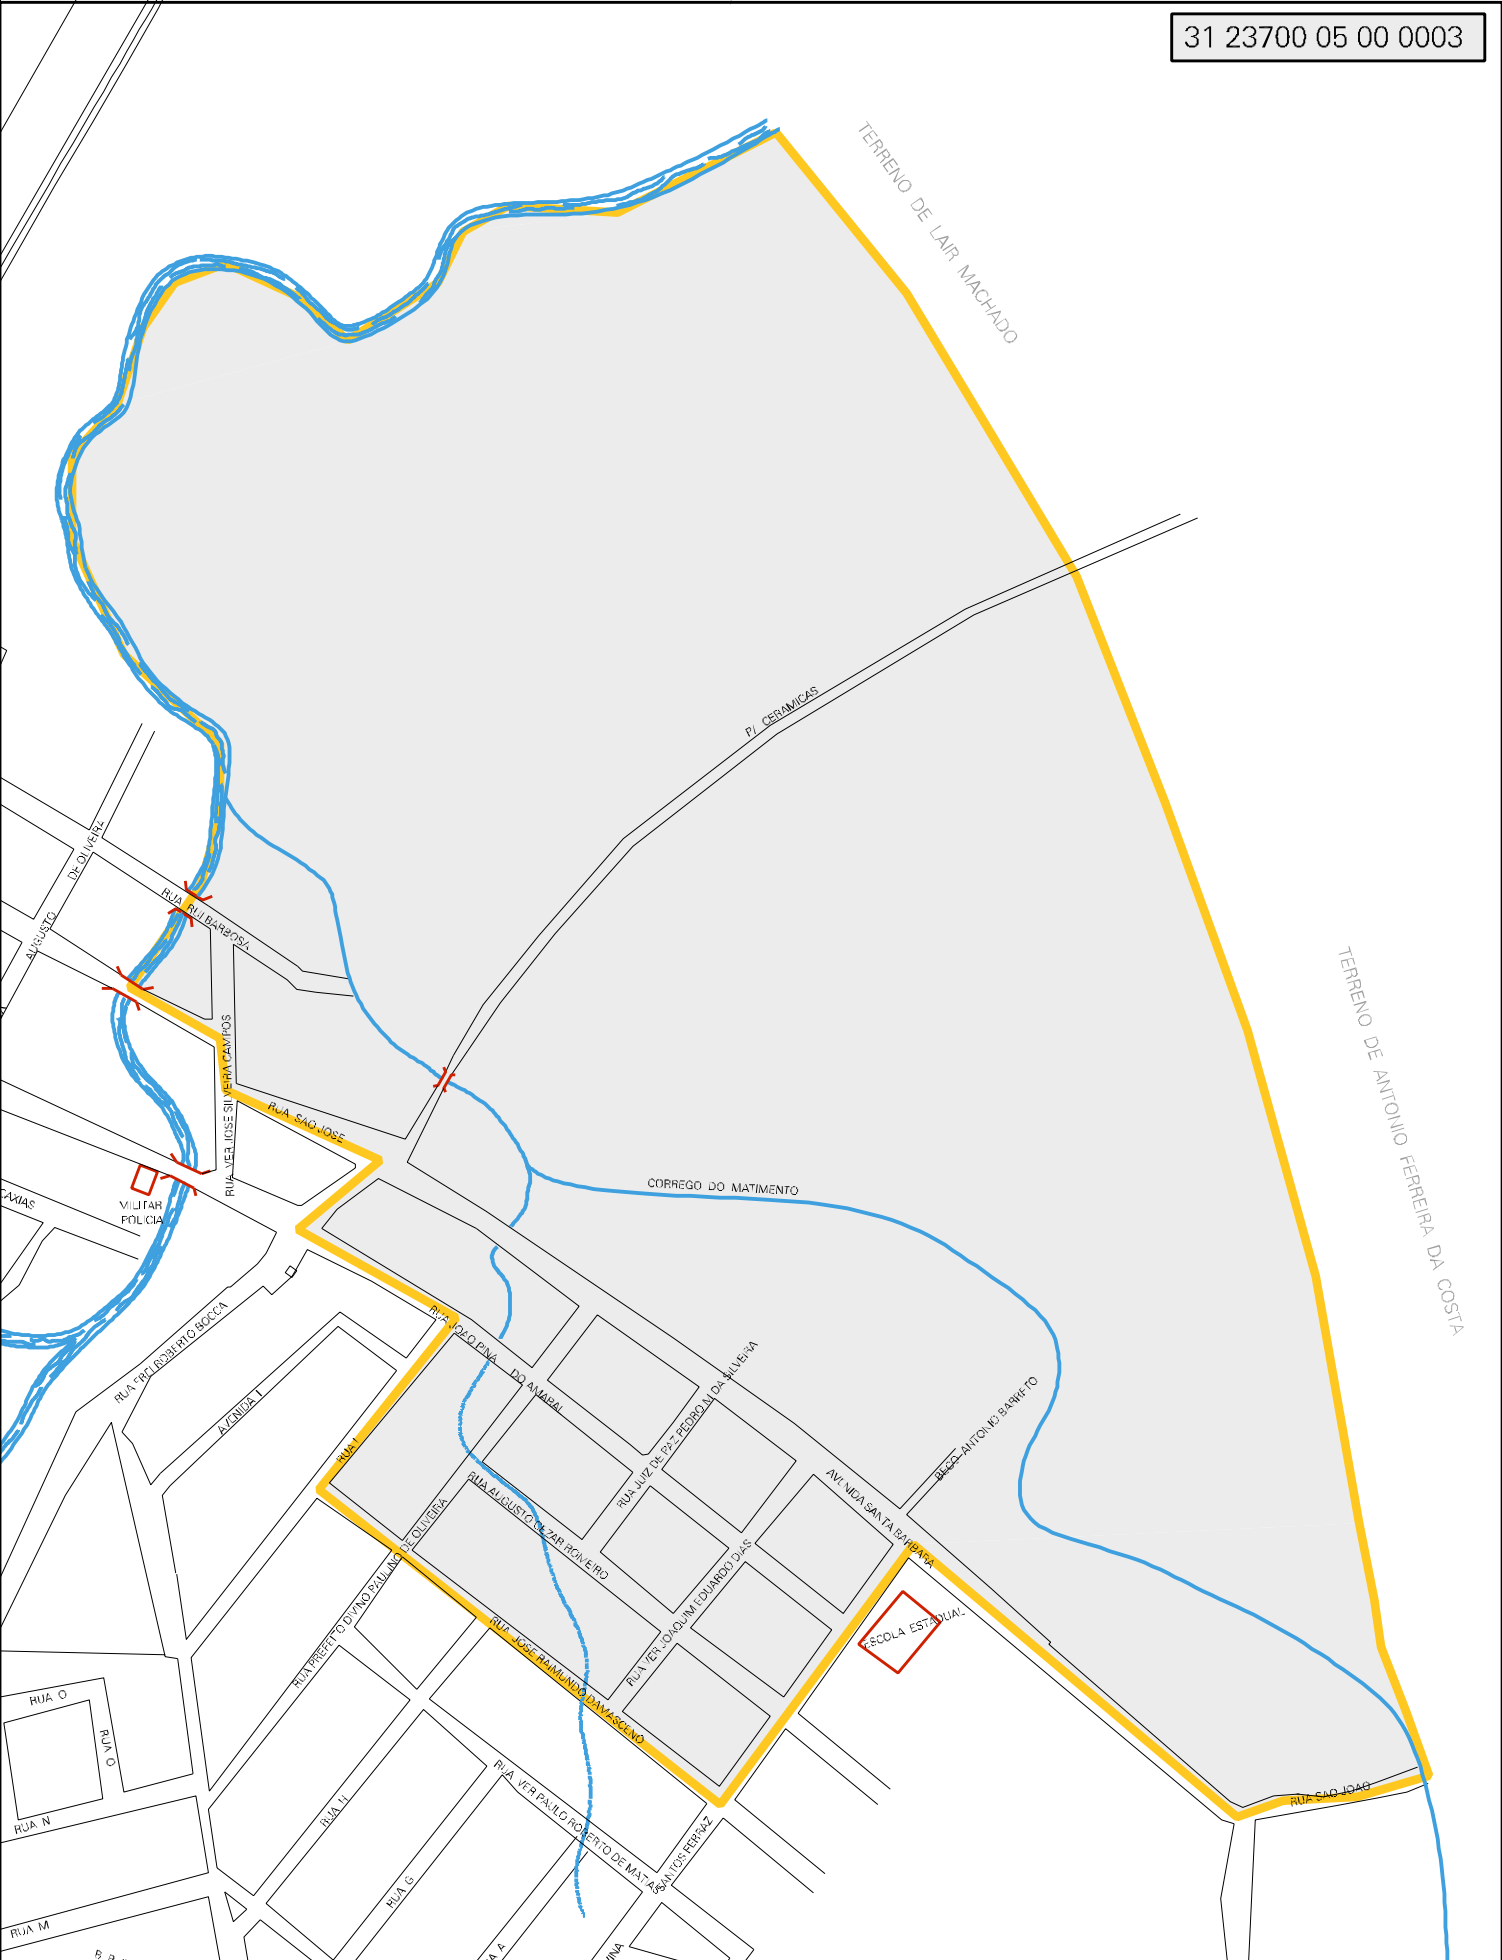 31 23700 05 00 0003
TERRENO DE LAIR MACHADO
P/ CERAMICAS
DE OLIVEIRA
AUGUSTO
RUA RUI BARBOSA
TERRENO DE ANTONIO FERREIRA DA COSTA
RUA VER JOSE SILVEIRA CAMPOS
RUA SAO JOSE
CORREGO DO MATIMENTO
MILITAR
POLICIA
CAXIAS
RUA FREI ROBERTO BOCCA
RUA JOAO PINA
DO AMARAL
RUA I
AVENIDA I
RUA JUIZ DE PAZ PEDRO N DA SILVEIRA
BECO ANTONIO BARRETO
AVENIDA SANTA BARBARA
RUA AUGUSTO CEZAR ROMEIRO
RUA PREFEITO DIVINO PAULINO DE OLIVEIRA
RUA VER JOAQUIM EDUARDO DIAS
ESCOLA ESTADUAL
RUA JOSE RAIMUNDO DAMASCENO
RUA O
RUA O
RUA N
RUA H
RUA VER PAULO ROBERTO DE MATIAS
SANTOS FERRAZ
RUA SAO JOAO
RUA G
RUA M